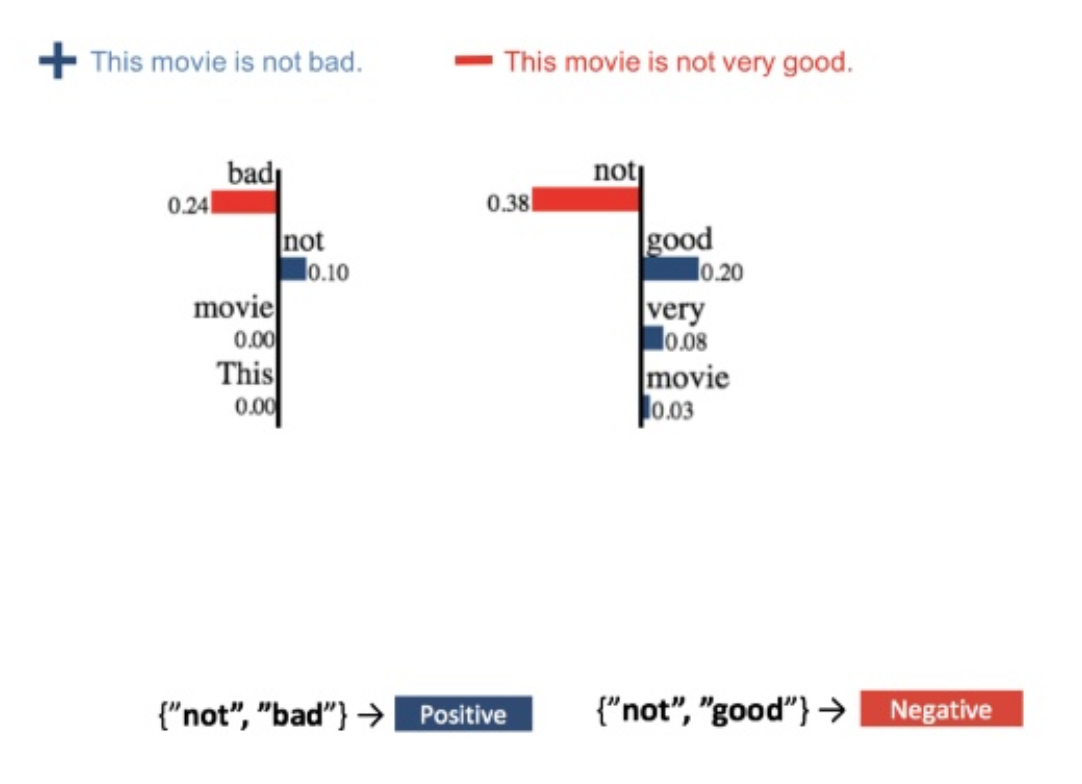 This movie is not bad.
This movie is not very good.
bad
0.24
not
0.10
movie
0.00
This
0.00
not
0.38
good
0.20
very
0.08
movie
0.03
{"not", "bad"} → Positive
{"not", "good"} → Negative